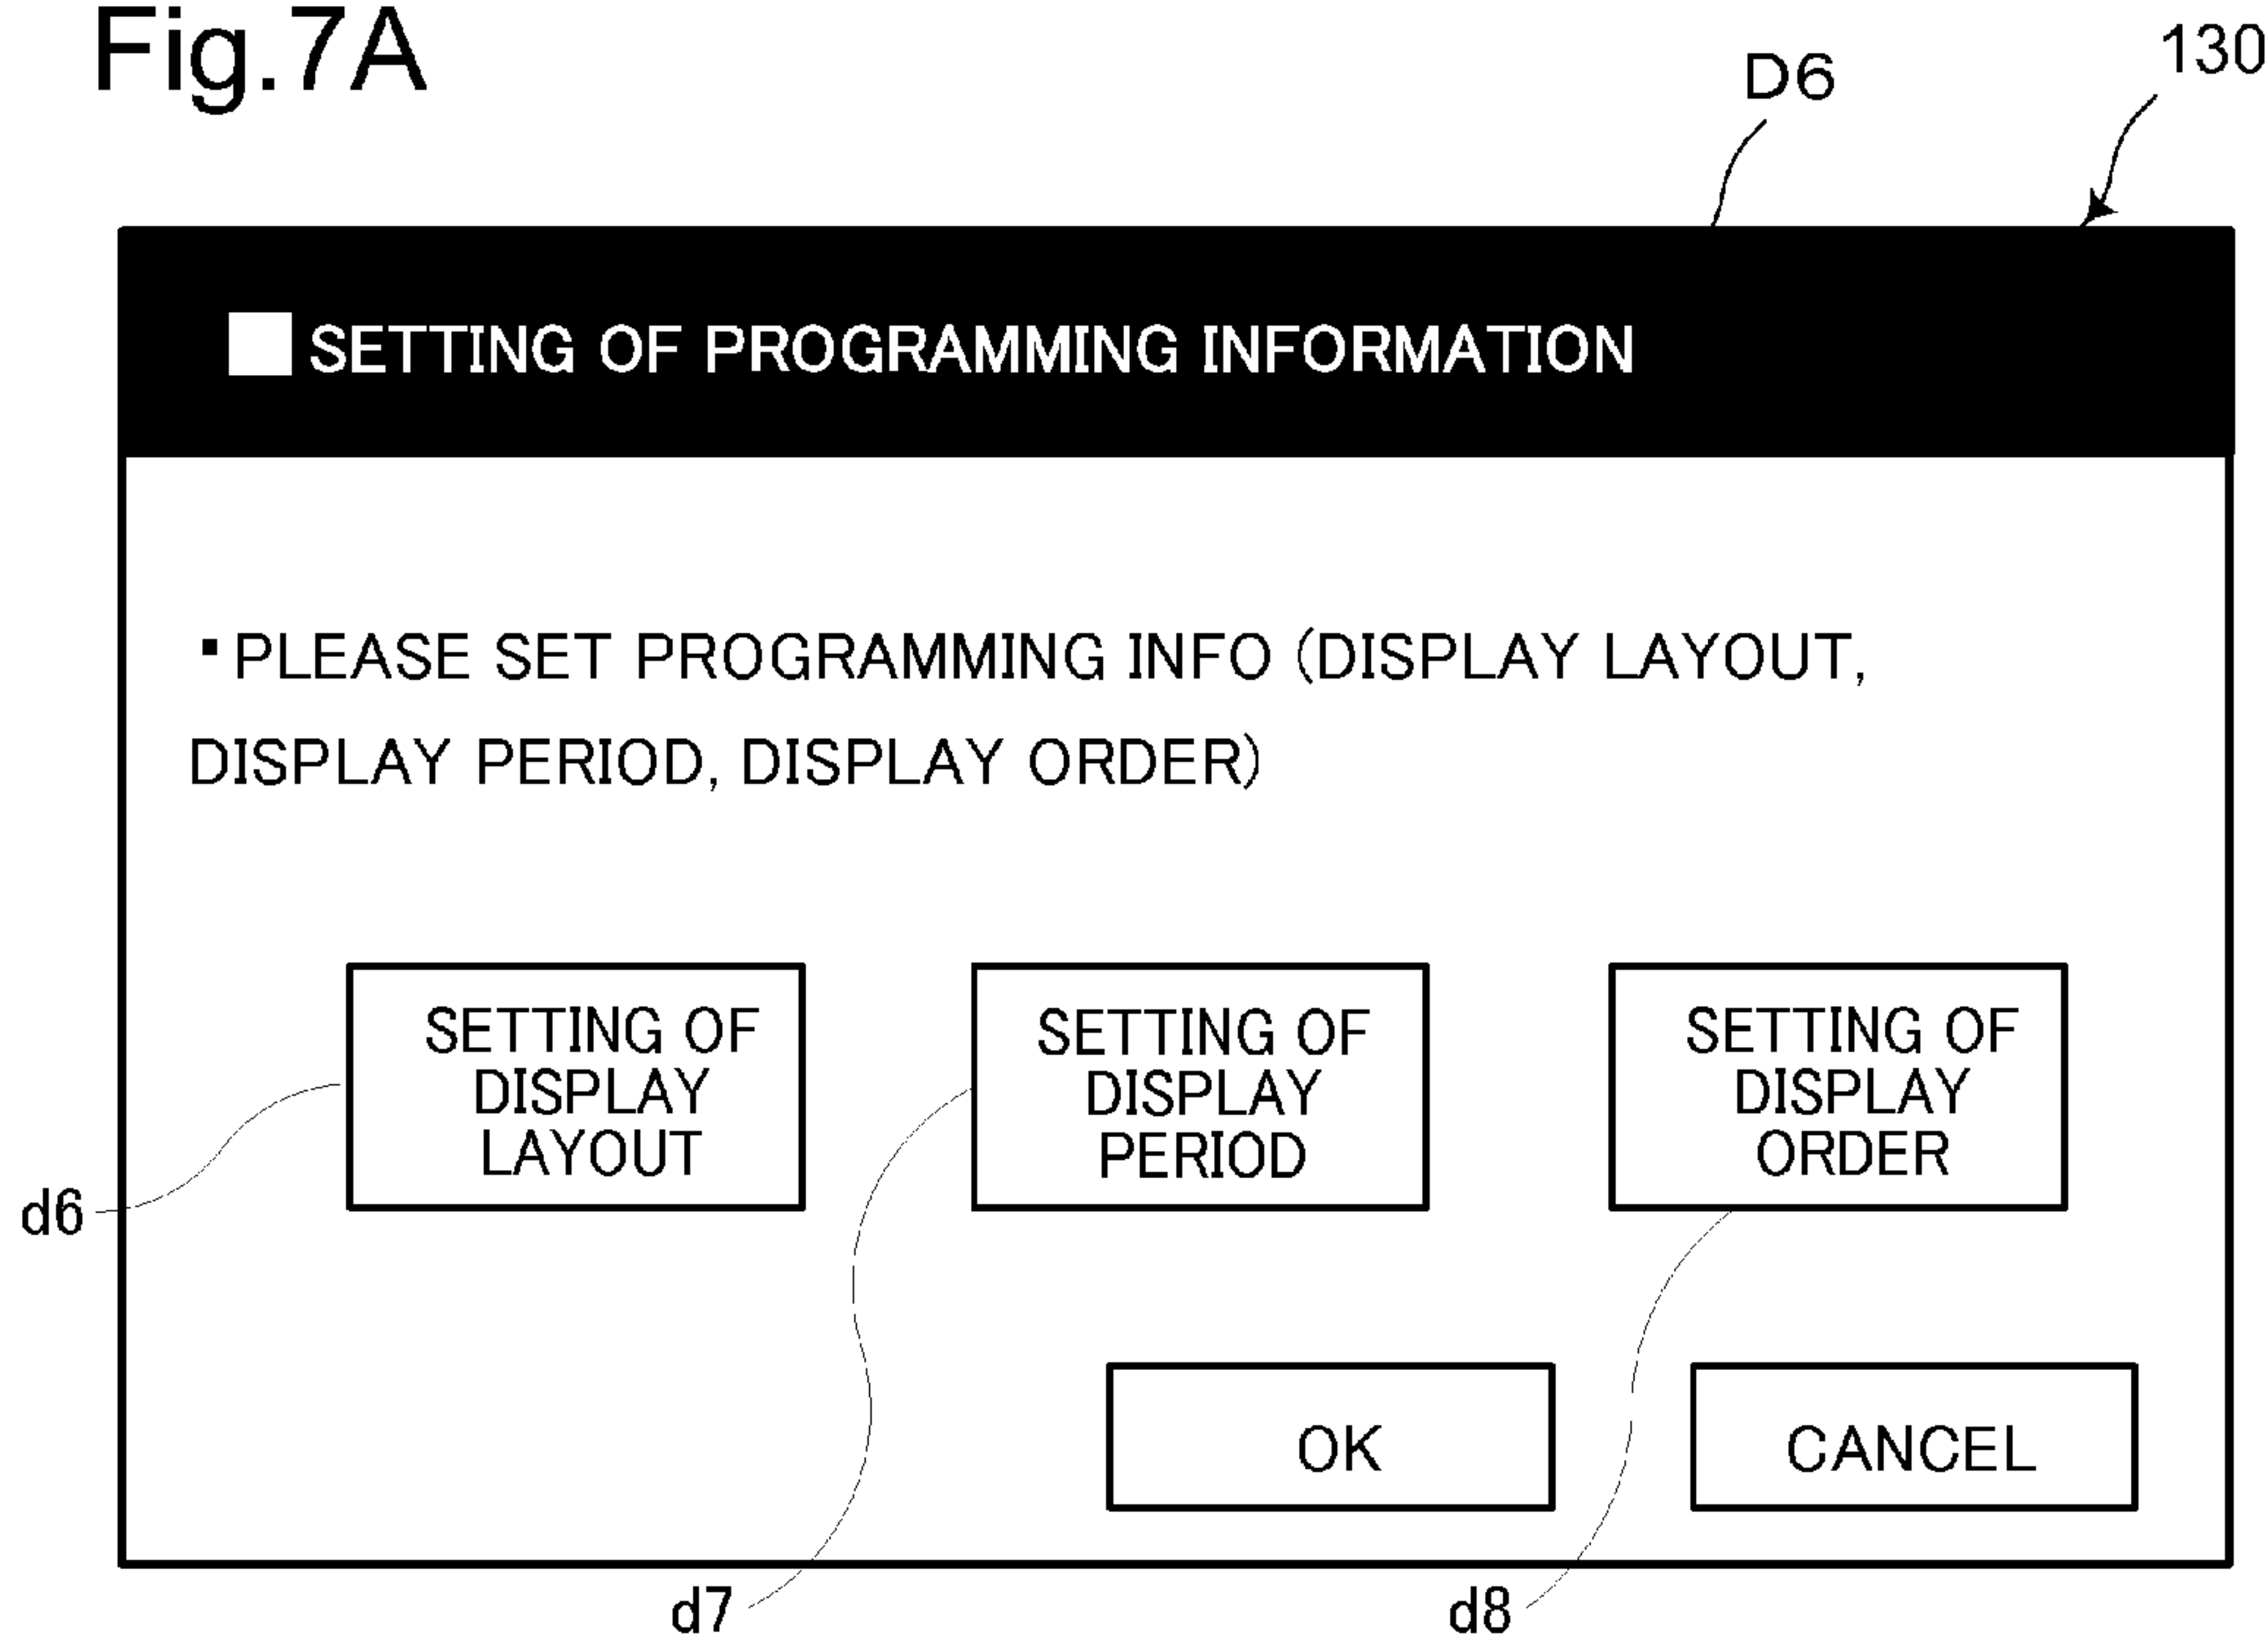 Fig.7A
130
D6
SETTING OF PROGRAMMING INFORMATION
▪PLEASE SET PROGRAMMING INFO (DISPLAY LAYOUT,
DISPLAY PERIOD, DISPLAY ORDER)
SETTING OF
DISPLAY
LAYOUT
SETTING OF
DISPLAY
PERIOD
SETTING OF
DISPLAY
ORDER
d6
OK
CANCEL
d7
d8